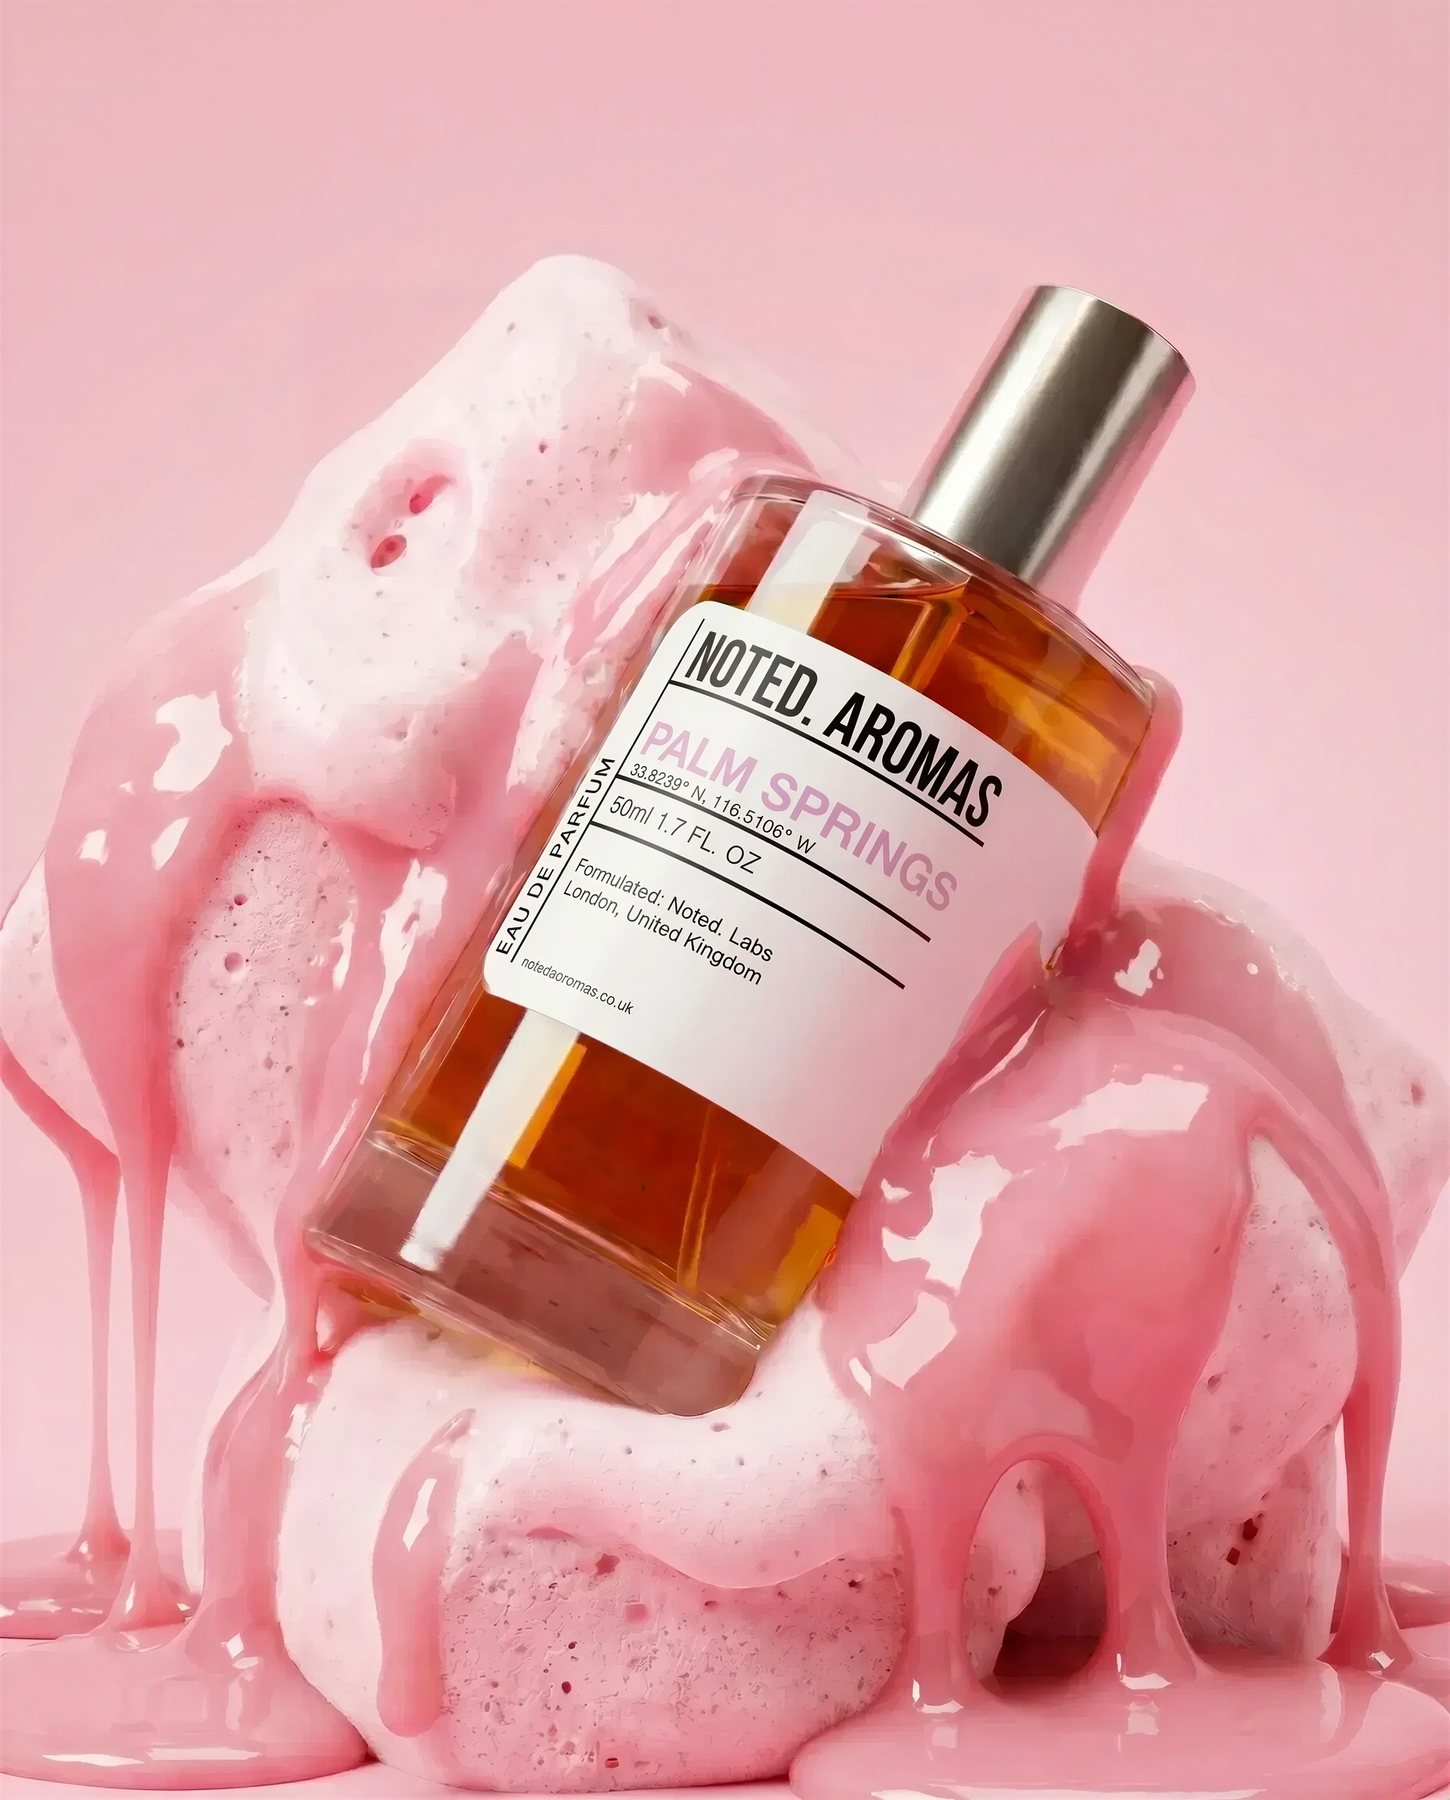 NOTED. AROMAS
PALM SPRINGS
33.8239° N, 116.5106° W
50ml 1.7 FL. OZ
Formulated: Noted. Labs
London, United Kingdom
notedaoromas.co.uk
EAU DE PARFUM